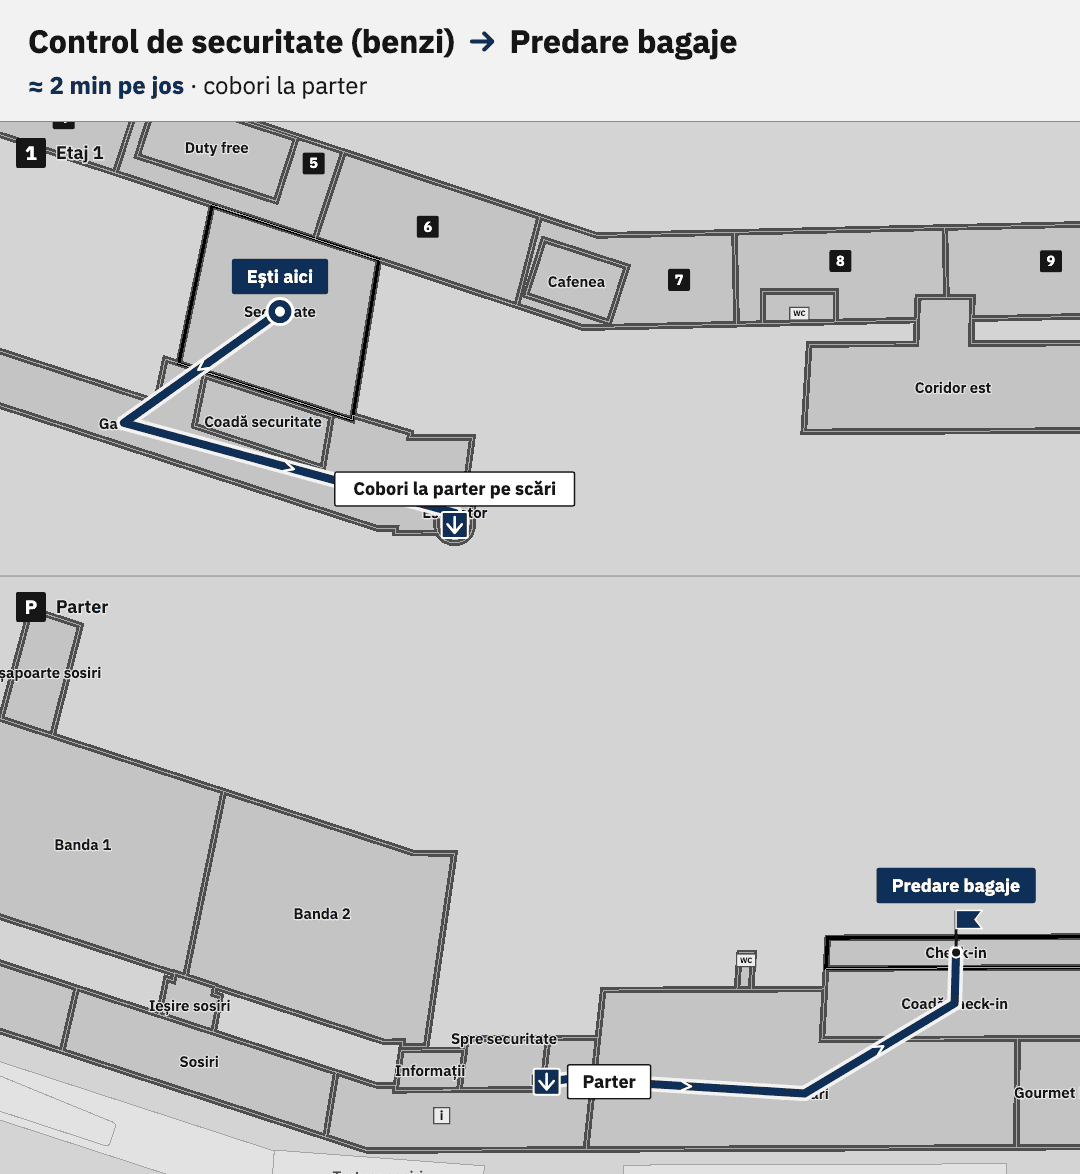 Control de securitate (benzi) → Predare bagaje
≈ 2 min pe jos · cobori la parter
1 Etaj 1
Duty free
5
6
Cafenea
7
8
wc
9
Ești aici
Coadă securitate
Coridor est
Cobori la parter pe scări
P Parter
Banda 1
Banda 2
Predare bagaje
wc
Ieșire sosiri
Spre securitate
Sosiri
Informații
Parter
i
Gourmet